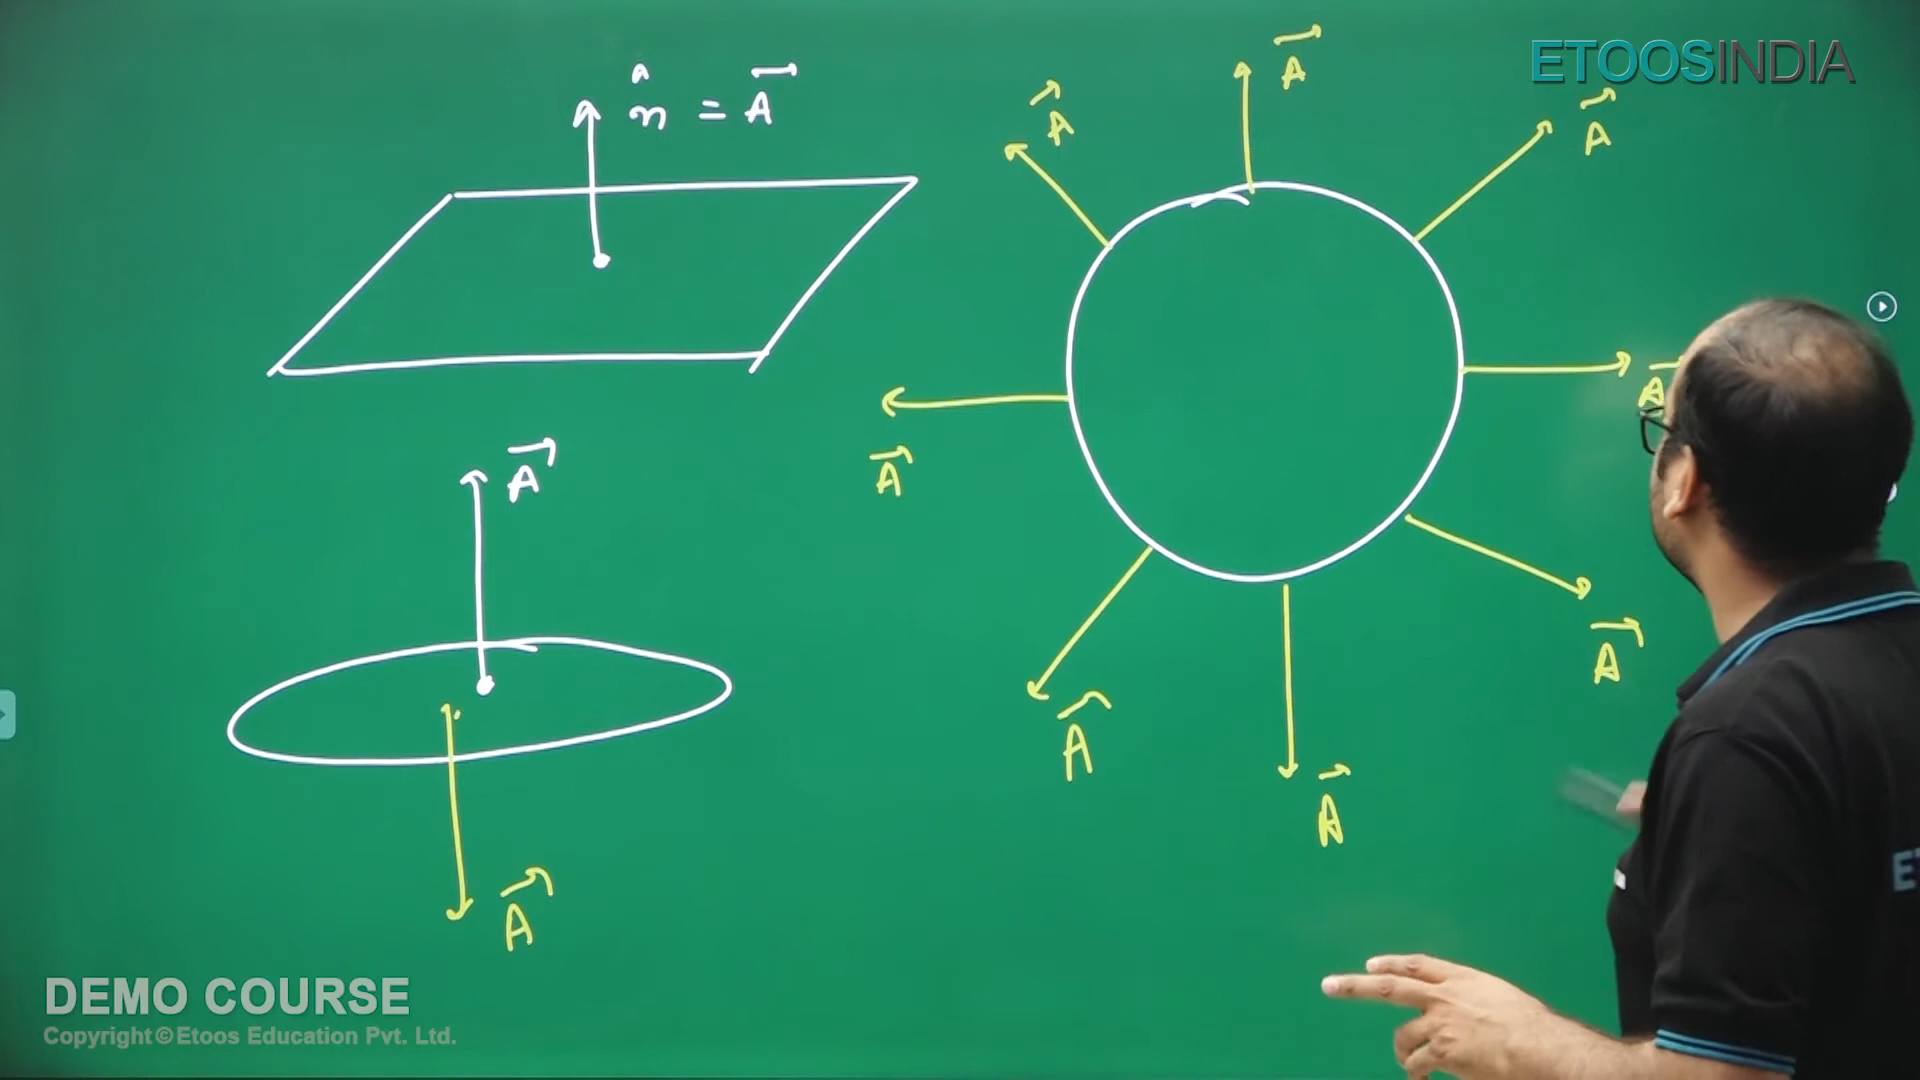 ETOOSINDIA
n̂ = A⃗
A⃗
A⃗
A⃗
A⃗
A⃗
A⃗
A⃗
A⃗
A⃗
A⃗
DEMO COURSE
Copyright©Etoos Education Pvt. Ltd.